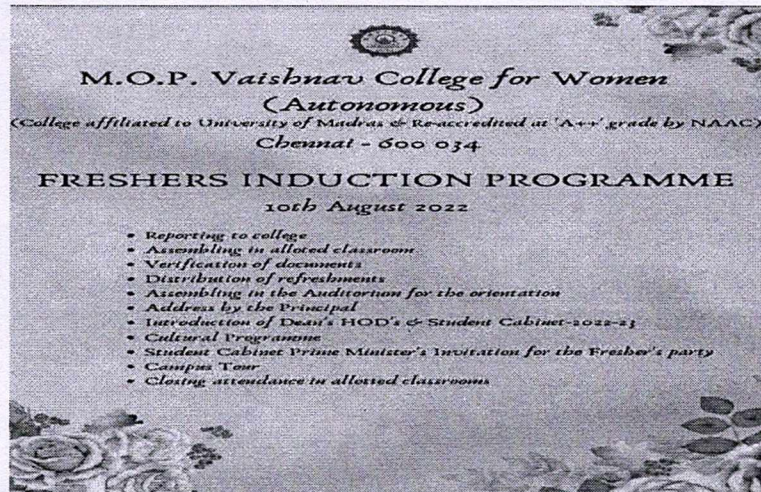 M.O.P. Vaishnav College for Women
(Autonomous)
(College affiliated to University of Madras & Re-accredited at 'A++' grade by NAAC)
Chennai - 600 034
FRESHERS INDUCTION PROGRAMME
10th August 2022
• Reporting to college
• Assembling in alloted classroom
• Verification of documents
• Distribution of refreshments
• Assembling in the Auditorium for the orientation
• Address by the Principal
• Introduction of Dean's HOD's & Student Cabinet-2022-23
• Cultural Programme
• Student Cabinet Prime Minister's Invitation for the Fresher's party
• Campus Tour
• Closing attendance in allotted classrooms